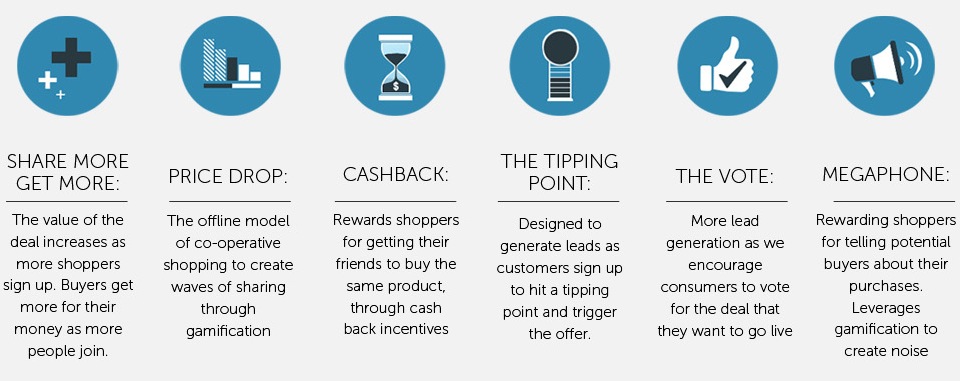 $
SHARE MORE
GET MORE:
The value of the
deal increases as
more shoppers
sign up. Buyers get
more for their
money as more
people join.
PRICE DROP:
The offline model
of co-operative
shopping to create
waves of sharing
through
gamification
CASHBACK:
Rewards shoppers
for getting their
friends to buy the
same product,
through cash
back incentives
THE TIPPING
POINT:
Designed to
generate leads as
customers sign up
to hit a tipping
point and trigger
the offer.
THE VOTE:
More lead
generation as we
encourage
consumers to vote
for the deal that
they want to go live
MEGAPHONE:
Rewarding shoppers
for telling potential
buyers about their
purchases.
Leverages
gamification to
create noise